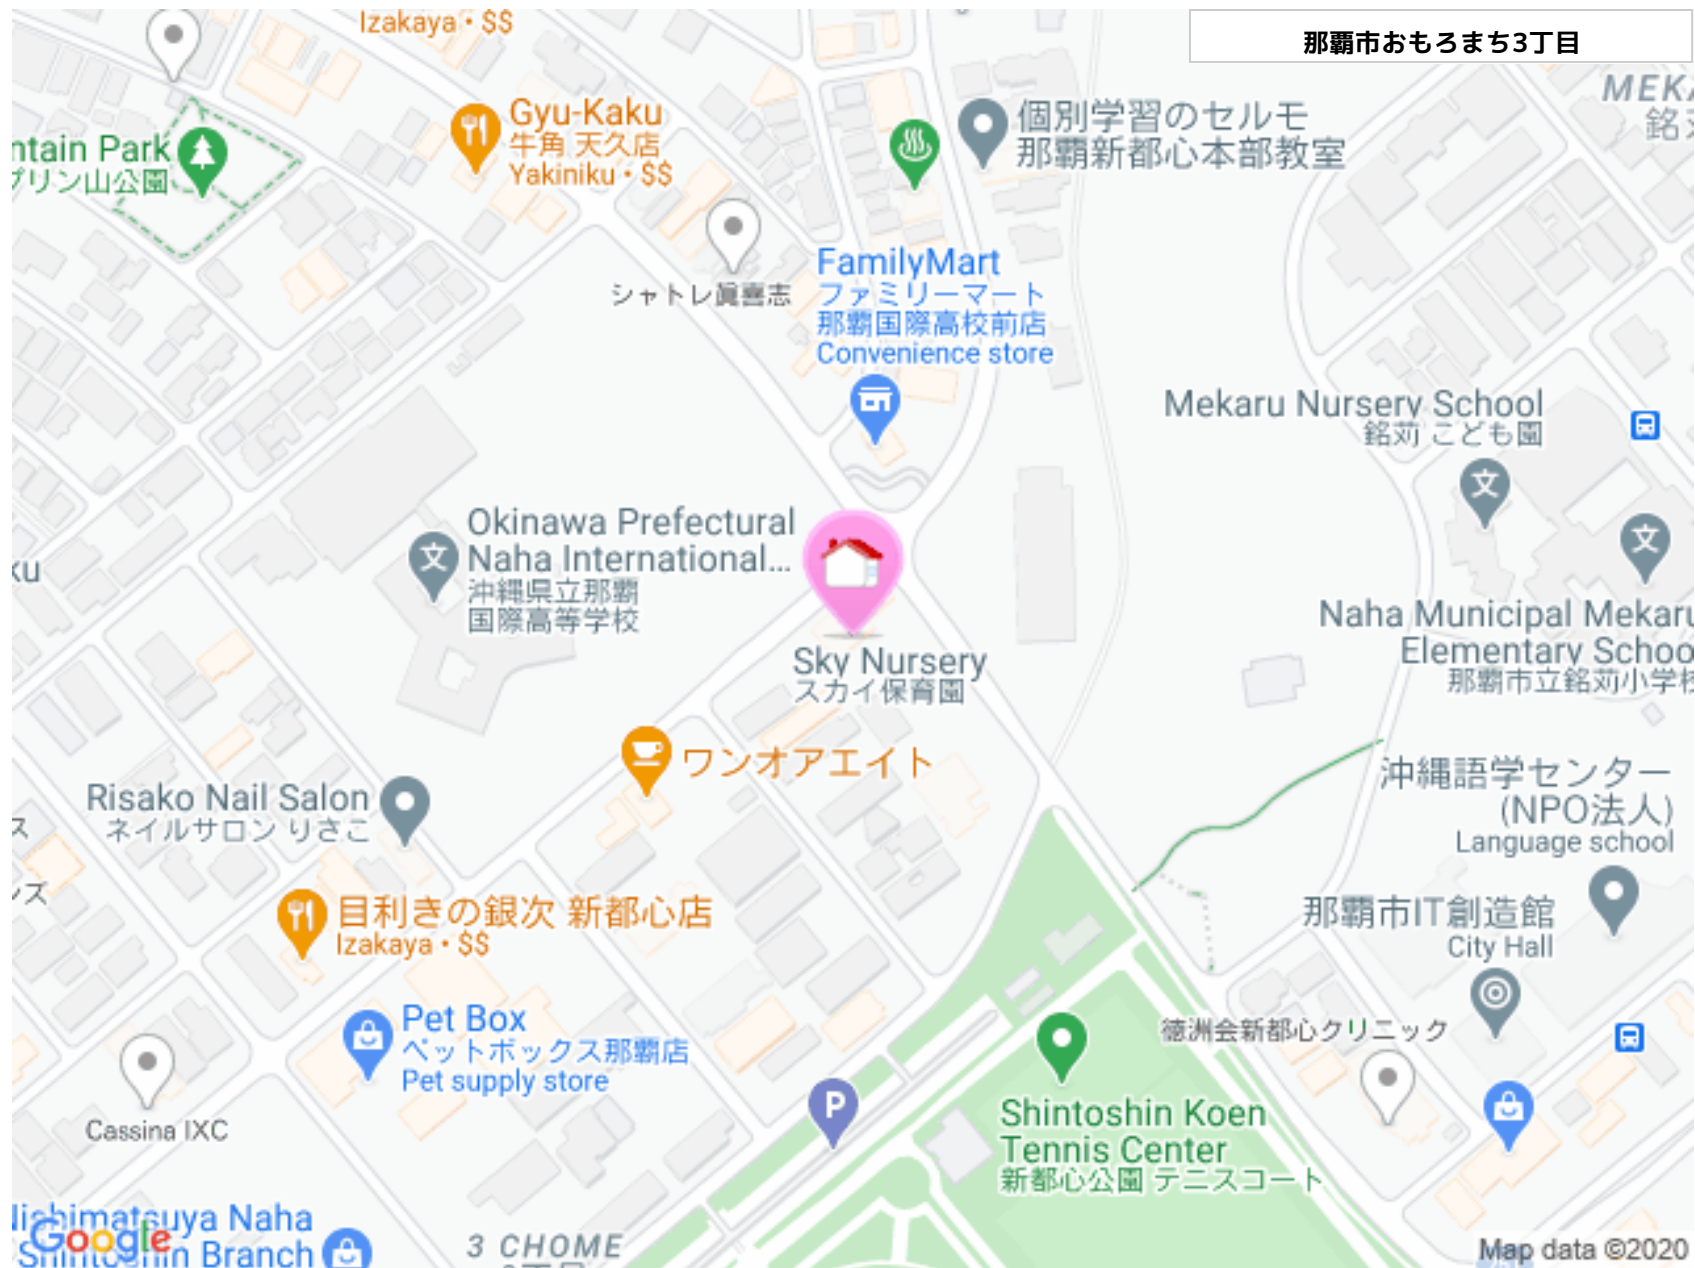 Izakaya・$$
那覇市おもろまち3丁目
Gyu-Kaku
牛角 天久店
Yakiniku・$$
個別学習のセルモ
那覇新都心本部教室
ntain Park
プリン山公園
シャトレ眞喜志
FamilyMart
ファミリーマート
那覇国際高校前店
Convenience store
Mekaru Nursery School
銘苅 こども園
文
文
Okinawa Prefectural
Naha International...
沖縄県立那覇
国際高等学校
文
Naha Municipal Mekaru
Elementary Schoo
那覇市立銘苅小学校
Sky Nursery
スカイ保育園
ワンオアエイト
Risako Nail Salon
ネイルサロン りさこ
沖縄語学センター
(NPO法人)
Language school
目利きの銀次 新都心店
Izakaya・$$
那覇市IT創造館
City Hall
Pet Box
ペットボックス那覇店
Pet supply store
徳洲会新都心クリニック
Cassina IXC
P
Shintoshin Koen
Tennis Center
新都心公園 テニスコート
Nishimatsuya Naha
Shintoshin Branch
Google
3 CHOME
Map data ©2020